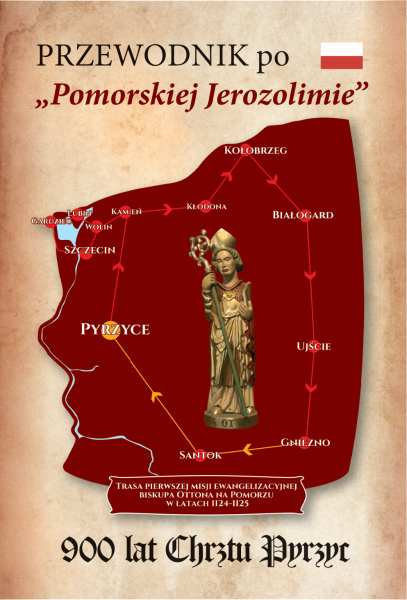 PRZEWODNIK po
„Pomorskiej Jerozolimie”
KOŁOBRZEG
KŁODONA
KAMIEŃ
LUBIN
GARDZIEC
WOLIN
BIAŁOGARD
SZCZECIN
PYRZYCE
UJŚCIE
S OT
GNIEZNO
SANTOK
TRASA PIERWSZEJ MISJI EWANGELIZACYJNEJ
BISKUPA OTTONA NA POMORZU
W LATACH 1124-1125
900 lat Chrztu Pyrzyc